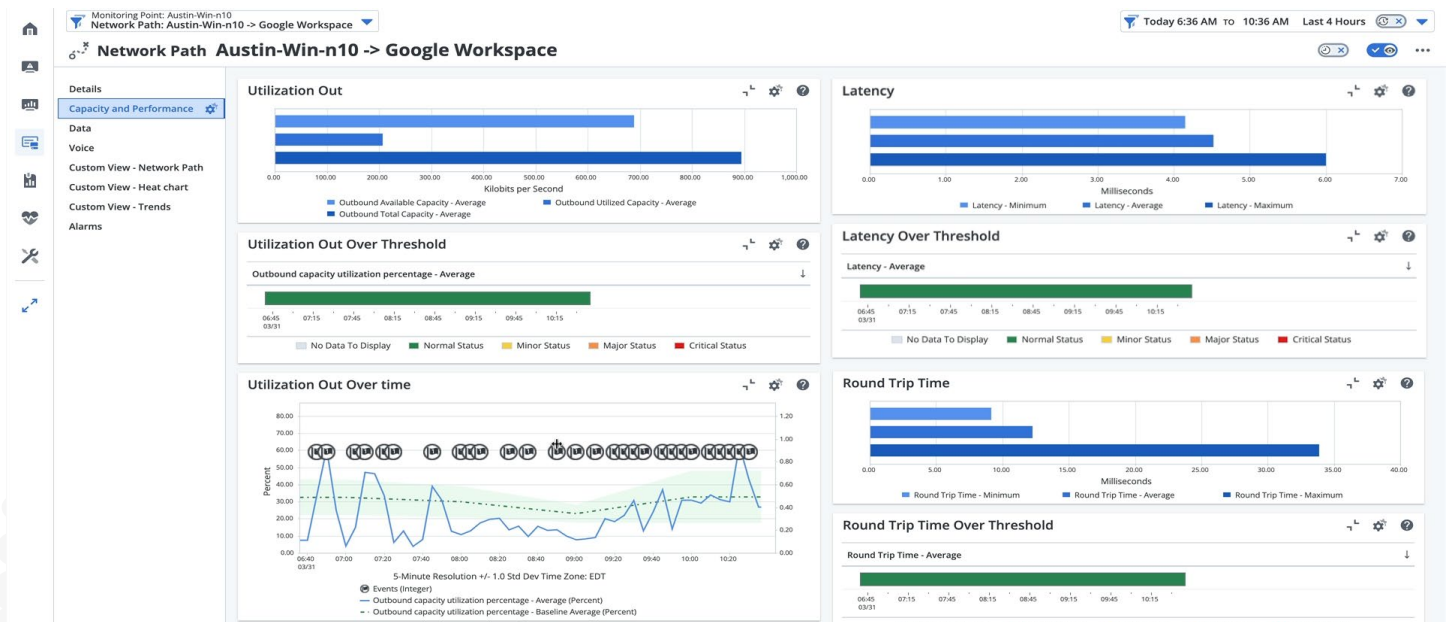 Monitoring Point: Austin-Win-n10
Network Path: Austin-Win-n10 -> Google Workspace
Today 6:36 AM TO 10:36 AM Last 4 Hours
Network Path Austin-Win-n10 -> Google Workspace
Details
Capacity and Performance
Data
Voice
Custom View - Network Path
Custom View - Heat chart
Custom View - Trends
Alarms
Utilization Out
0.00 100.00 200.00 300.00 400.00 500.00 600.00 700.00 800.00 900.00 1,000.00
Kilobits per Second
Outbound Available Capacity - Average Outbound Utilized Capacity - Average
Outbound Total Capacity - Average
Utilization Out Over Threshold
Outbound capacity utilization percentage - Average
06:45 07:15 07:45 08:15 08:45 09:15 09:45 10:15
03/31
No Data To Display Normal Status Minor Status Major Status Critical Status
Utilization Out Over time
80.00 1.20
70.00
60.00 1.00
50.00 0.80
40.00 0.60
30.00
20.00 0.40
10.00 0.20
0.00 0.00
Percent
06:40 07:00 07:20 07:40 08:00 08:20 08:40 09:00 09:20 09:40 10:00 10:20
03/31
5-Minute Resolution +/- 1.0 Std Dev Time Zone: EDT
Events (Integer)
Outbound capacity utilization percentage - Average (Percent)
Outbound capacity utilization percentage - Baseline Average (Percent)
Latency
0.00 1.00 2.00 3.00 4.00 5.00 6.00 7.00
Milliseconds
Latency - Minimum Latency - Average Latency - Maximum
Latency Over Threshold
Latency - Average
06:45 07:15 07:45 08:15 08:45 09:15 09:45 10:15
03/31
No Data To Display Normal Status Minor Status Major Status Critical Status
Round Trip Time
0.00 5.00 10.00 15.00 20.00 25.00 30.00 35.00 40.00
Milliseconds
Round Trip Time - Minimum Round Trip Time - Average Round Trip Time - Maximum
Round Trip Time Over Threshold
Round Trip Time - Average
06:45 07:15 07:45 08:15 08:45 09:15 09:45 10:15
03/31